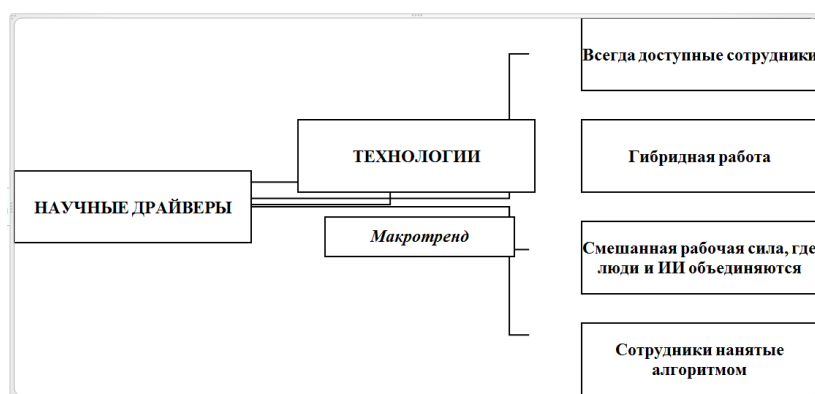 НАУЧНЫЕ ДРАЙВЕРЫ
ТЕХНОЛОГИИ
Макротренд
Всегда доступные сотрудники
Гибридная работа
Смешанная рабочая сила, где
люди и ИИ объединяются
Сотрудники нанятые
алгоритмом